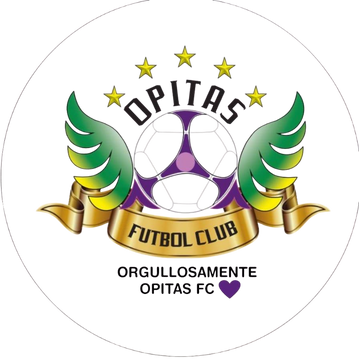 OPITAS
FUTBOL CLUB
ORGULLOSAMENTE
OPITAS FC 💜